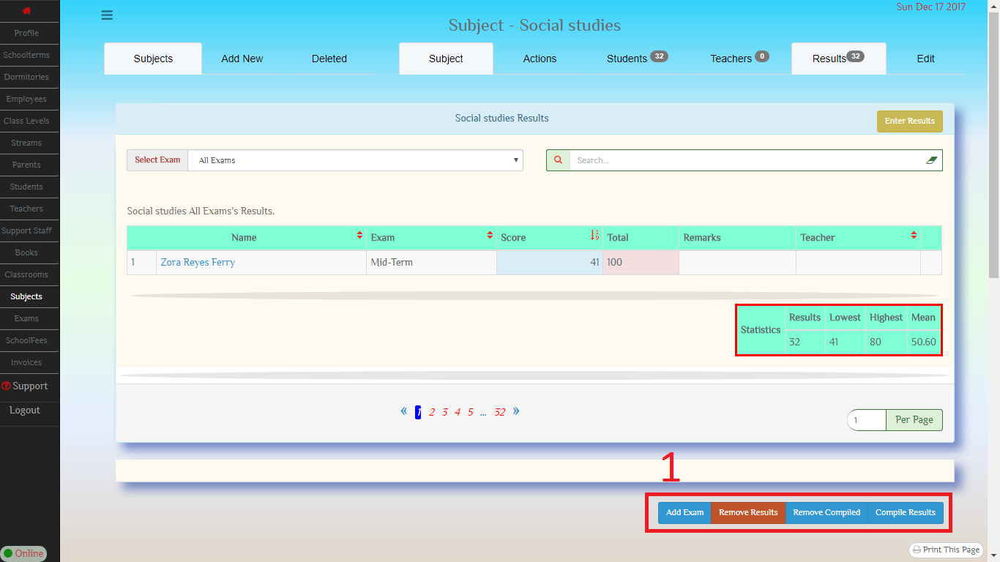 Sun Dec 17 2017
Subject - Social studies
Profile
Schoolterms
Dormitories
Employees
Class Levels
Streams
Parents
Students
Teachers
Support Staff
Books
Classrooms
Subjects
Exams
SchoolFees
Invoices
Support
Logout
Online
Subjects Add New Deleted Subject Actions Students 32 Teachers 0 Results 32 Edit
Social studies Results Enter Results
Select Exam All Exams Search...
Social studies All Exams's Results.
Name Exam Score Total Remarks Teacher
1 Zora Reyes Ferry Mid-Term 41 100
Statistics Results Lowest Highest Mean
32 41 80 50.60
« 1 2 3 4 5 ... 32 »
1 Per Page
1
Add Exam Remove Results Remove Compiled Compile Results
Print This Page